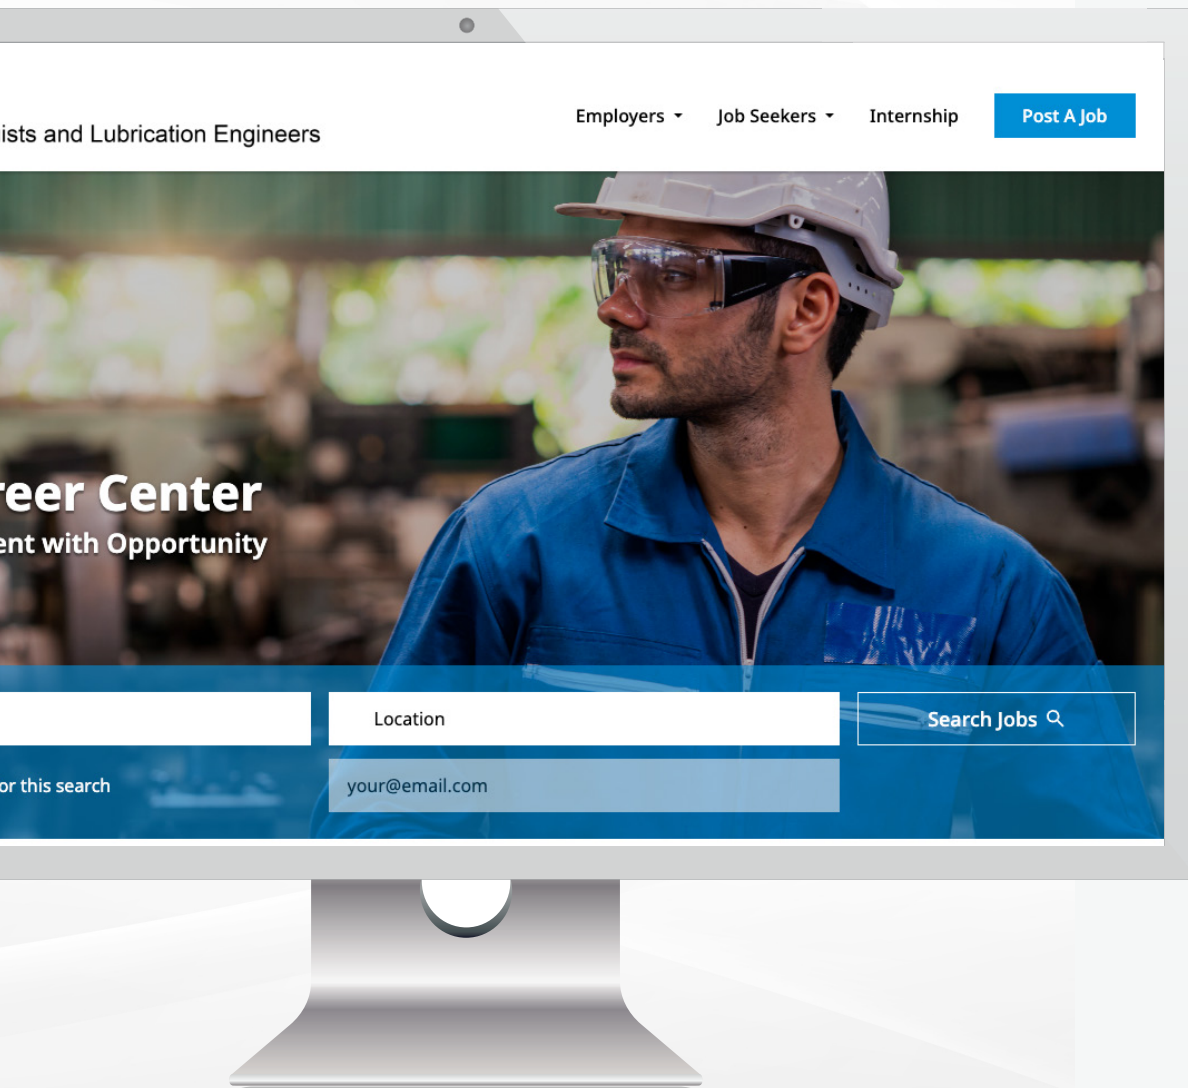 ists and Lubrication Engineers
Employers
Job Seekers
Internship
Post A Job
reer Center
ent with Opportunity
Location
Search Jobs
or this search
your@email.com